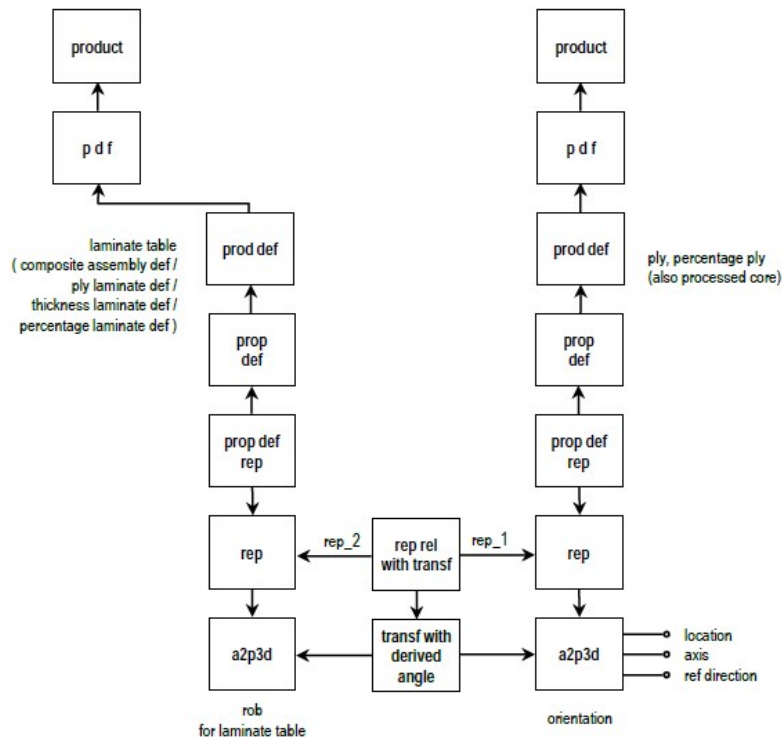 product
product
p d f
p d f
laminate table
( composite assembly def /
ply laminate def /
thickness laminate def /
percentage laminate def )
prod def
prod def
ply, percentage ply
(also processed core)
prop
def
prop
def
prop def
rep
prop def
rep
rep
rep_2
rep rel
with transf
rep_1
rep
a2p3d
transf with
derived
angle
a2p3d
location
axis
ref direction
rob
for laminate table
orientation